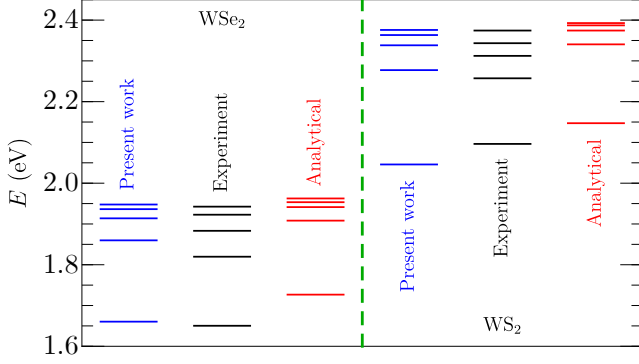 2.4
2.2
2.0
1.8
1.6
E (eV)
WSe₂
Present work
Experiment
Analytical
Present work
Experiment
Analytical
WS₂